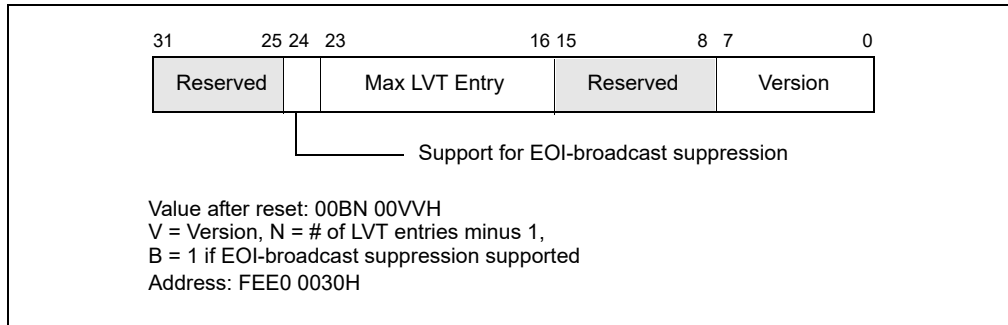 31 25 24 23 16 15 8 7 0
Reserved Max LVT Entry Reserved Version
Support for EOI-broadcast suppression
Value after reset: 00BN 00VVH
V = Version, N = # of LVT entries minus 1,
B = 1 if EOI-broadcast suppression supported
Address: FEE0 0030H